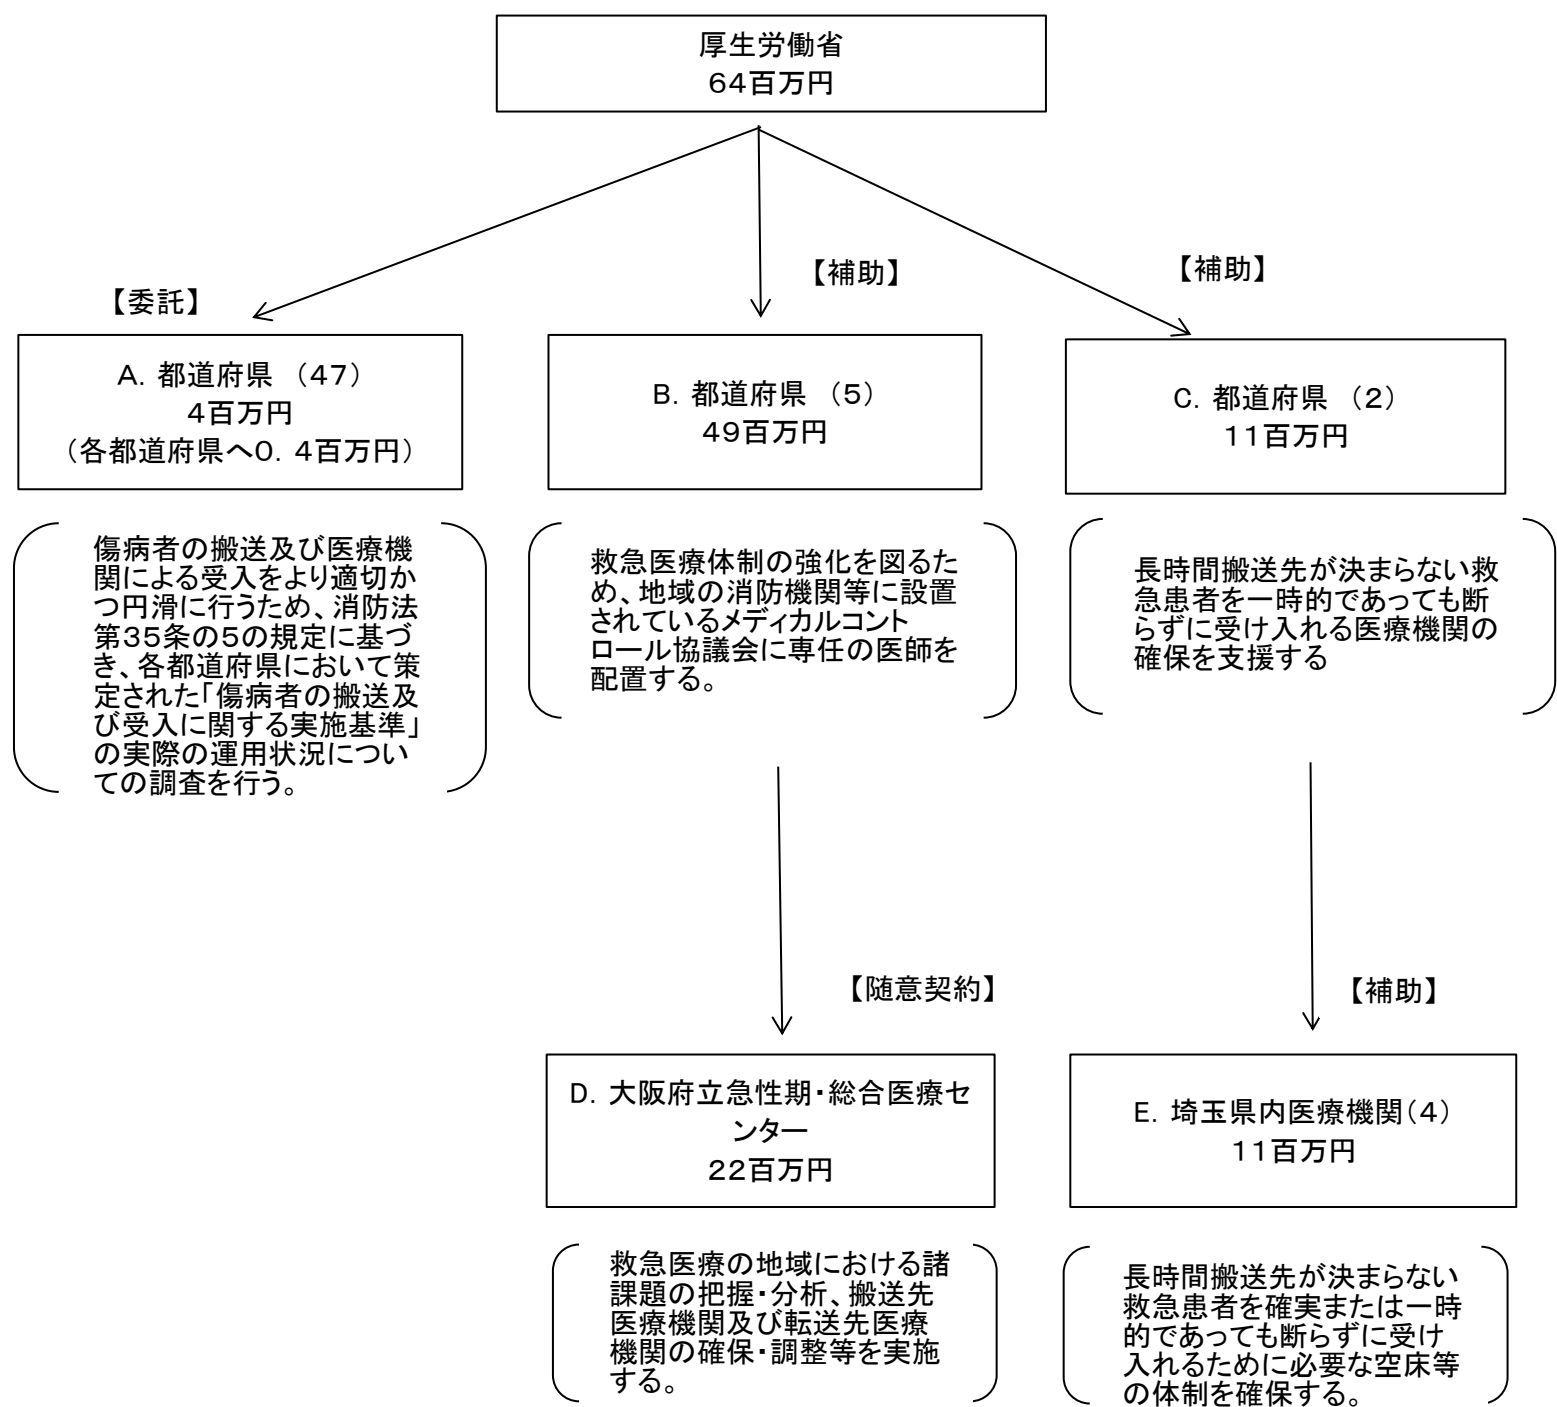 厚生労働省
64百万円
【委託】
【補助】
【補助】
A. 都道府県 （47）
4百万円
（各都道府県へ0. 4百万円）
B. 都道府県 （5）
49百万円
C. 都道府県 （2）
11百万円
傷病者の搬送及び医療機
関による受入をより適切か
つ円滑に行うため、消防法
第35条の5の規定に基づ
き、各都道府県において策
定された「傷病者の搬送及
び受入に関する実施基準」
の実際の運用状況につい
ての調査を行う。
救急医療体制の強化を図るた
め、地域の消防機関等に設置
されているメディカルコント
ロール協議会に専任の医師を
配置する。
長時間搬送先が決まらない救
急患者を一時的であっても断
らずに受け入れる医療機関の
確保を支援する
【随意契約】
【補助】
D. 大阪府立急性期・総合医療セ
ンター
22百万円
E. 埼玉県内医療機関（4）
11百万円
救急医療の地域における諸
課題の把握・分析、搬送先
医療機関及び転送先医療
機関の確保・調整等を実施
する。
長時間搬送先が決まらない
救急患者を確実または一時
的であっても断らずに受け
入れるために必要な空床等
の体制を確保する。